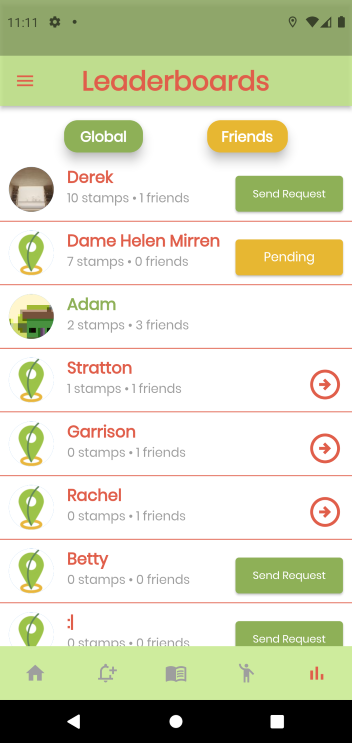 11:11
Leaderboards
Global
Friends
Derek
10 stamps • 1 friends
Send Request
Dame Helen Mirren
7 stamps • 0 friends
Pending
Adam
2 stamps • 3 friends
Stratton
1 stamps • 1 friends
Garrison
0 stamps • 1 friends
Rachel
0 stamps • 1 friends
Betty
0 stamps • 0 friends
Send Request
:|
0 stamps • 0 friends
Send Request